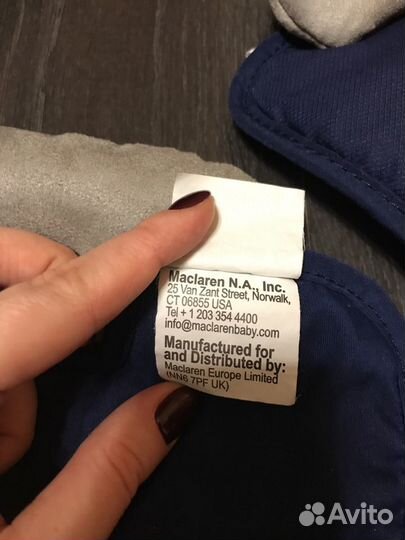 Maclaren N.A., Inc.
25 Van Zant Street, Norwalk,
CT 06855 USA
Tel + 1 203 354 4400
info@maclarenbaby.com
Manufactured for
and Distributed by:
Maclaren Europe Limited
(NN6 7PF UK)
Avito